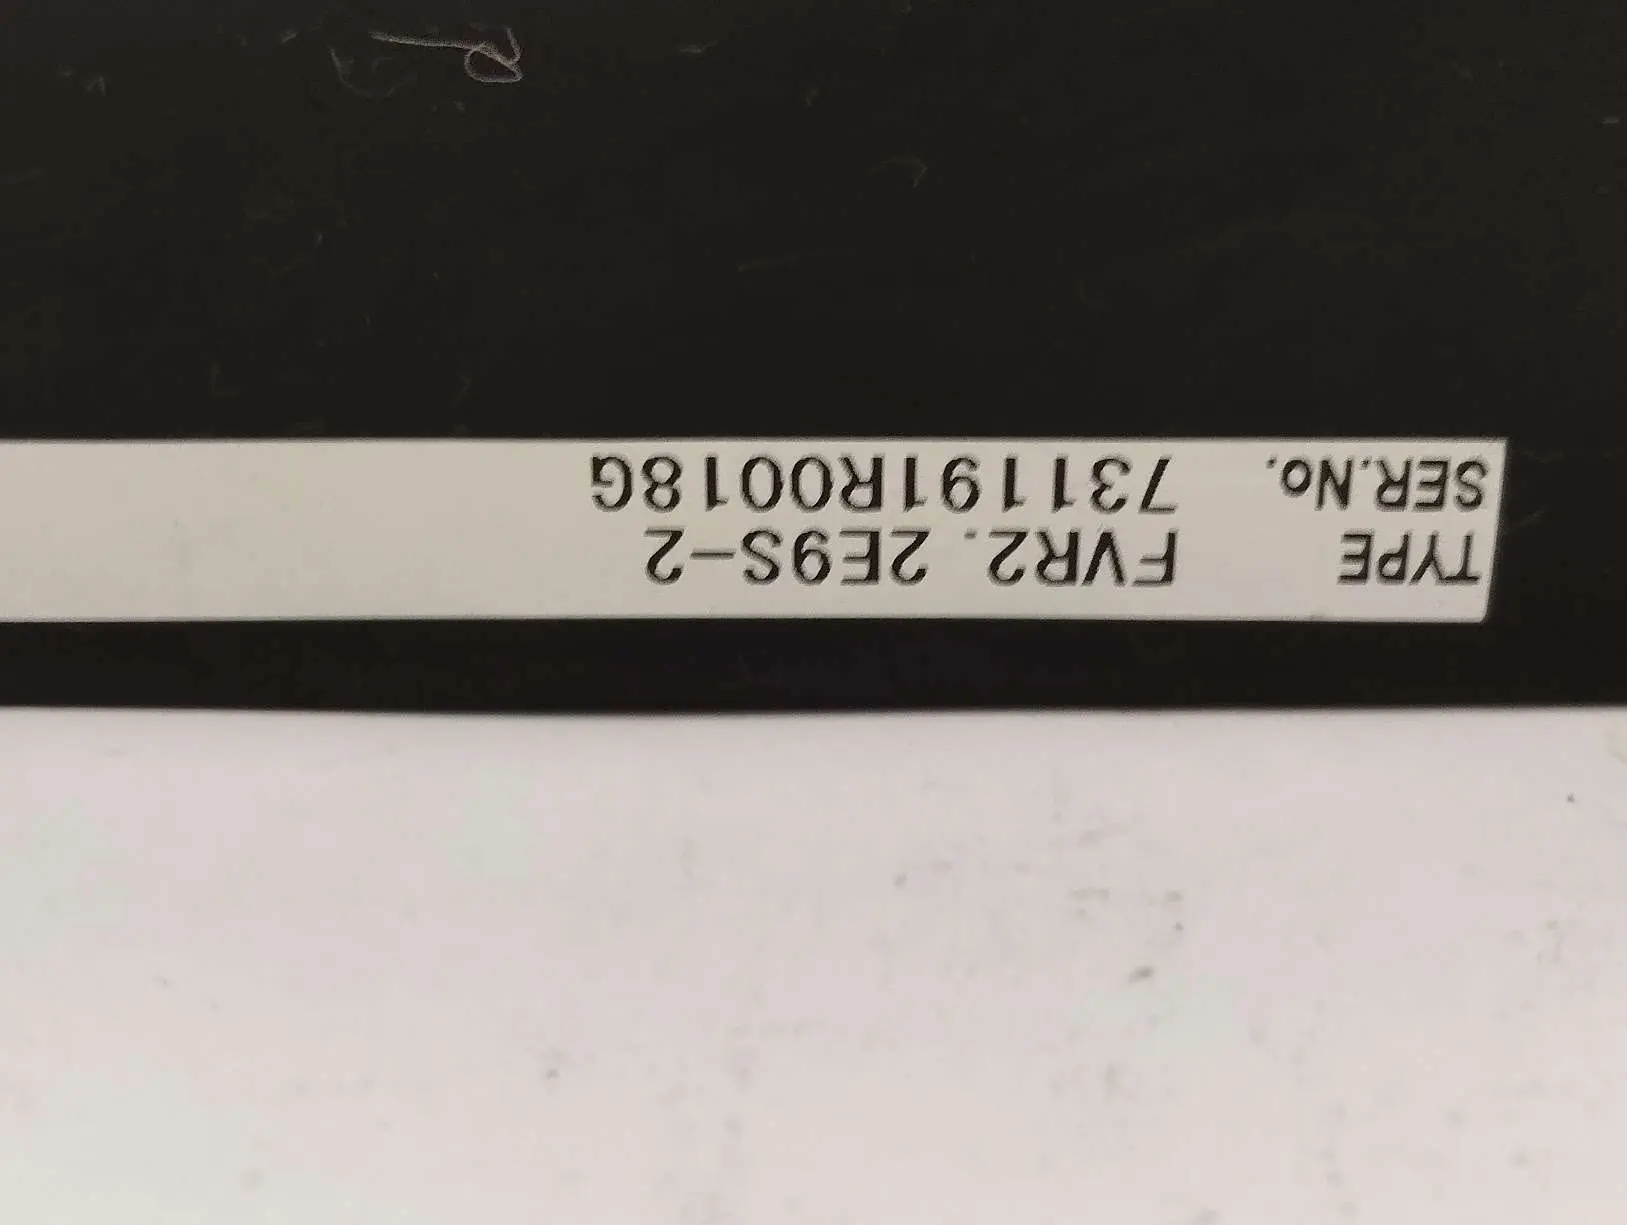 TYPE FVR2. 2E9S-2
SER.No. 731191R0018G